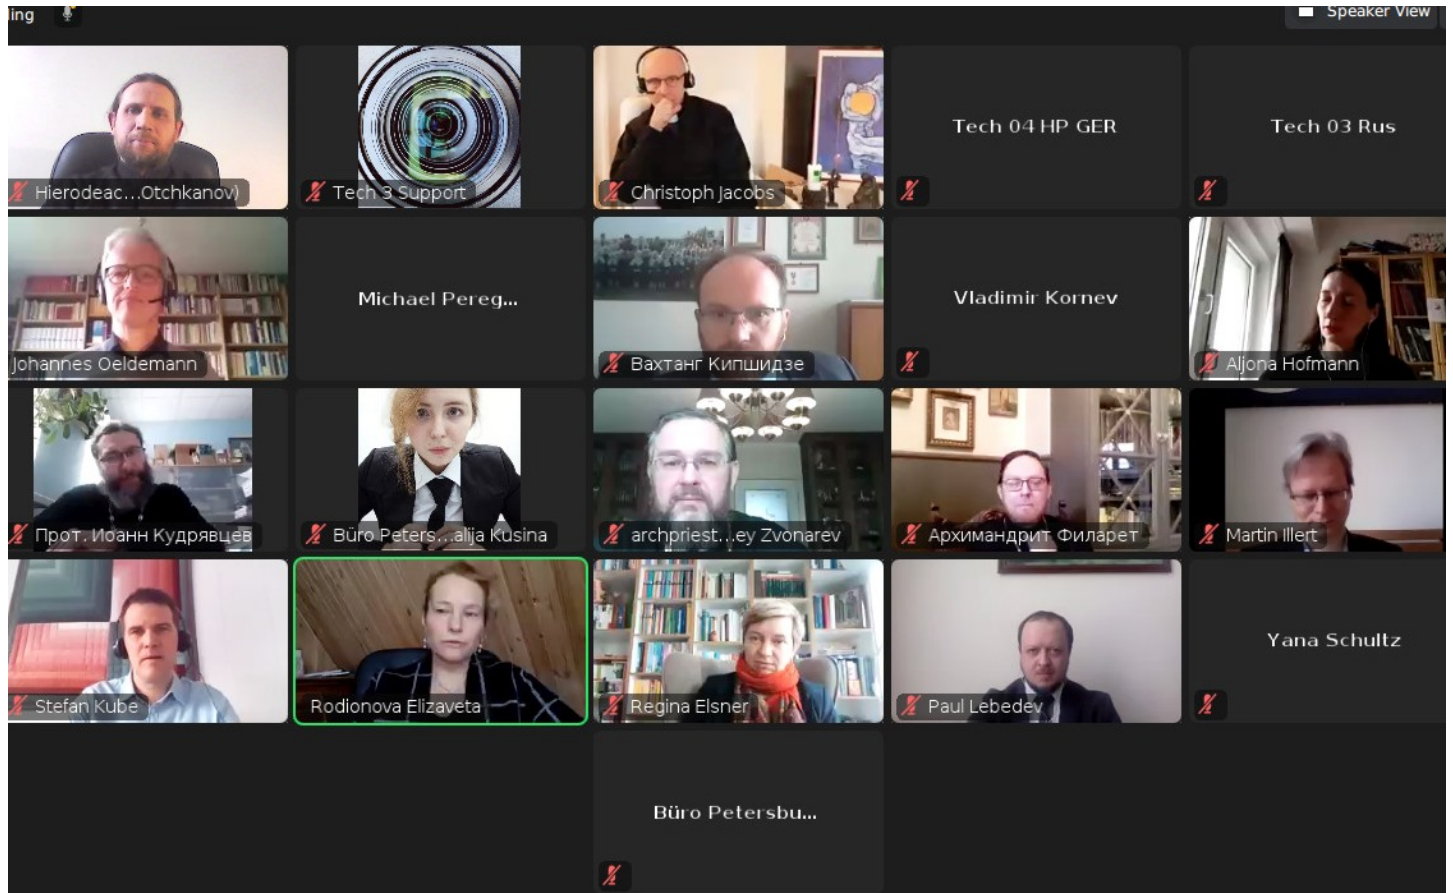 ling
Speaker View
Hierodeac...Otchkanov)
Tech 3 Support
Christoph Jacobs
Tech 04 HP GER
Tech 03 Rus
Johannes Oeldemann
Michael Pereg...
Вахтанг Кипшидзе
Vladimir Kornev
Aljona Hofmann
Прот. Иоанн Кудрявцев
Büro Peters...alija Kusina
archpriest...ey Zvonarev
Архимандрит Филарет
Martin Illert
Stefan Kube
Rodionova Elizaveta
Regina Elsner
Paul Lebedev
Yana Schultz
Büro Petersbu...